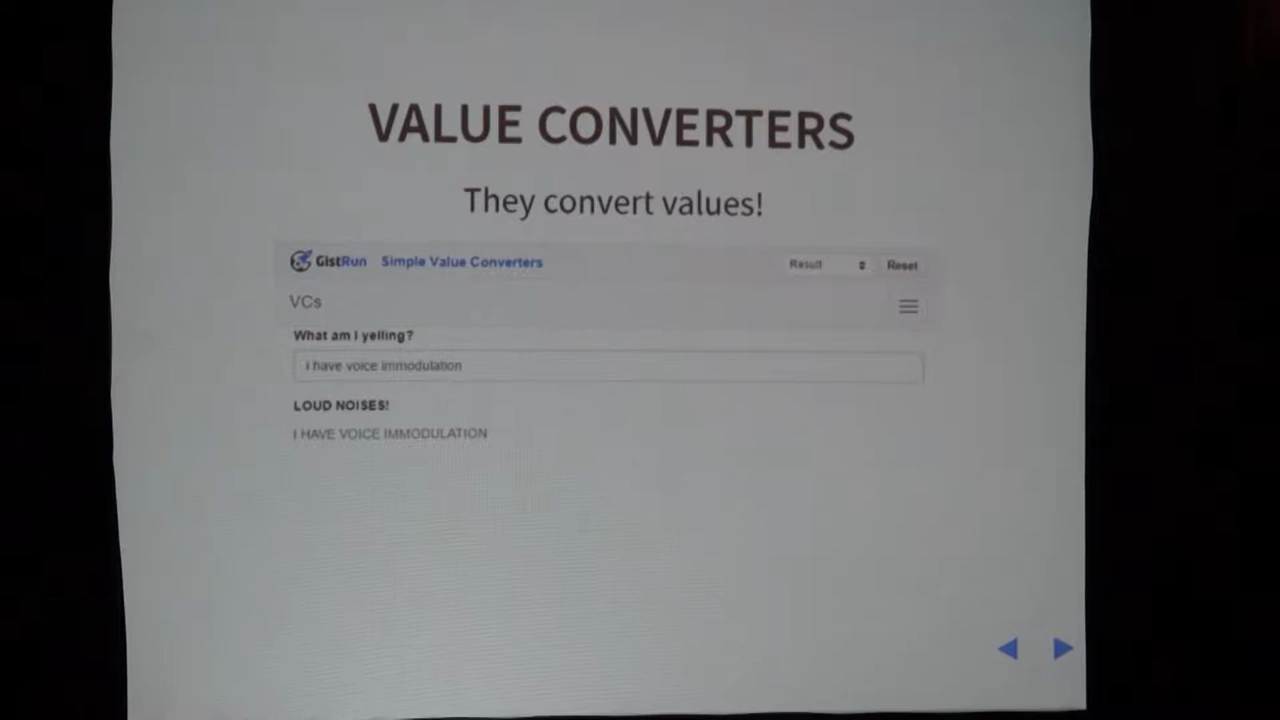 VALUE CONVERTERS
They convert values!
GistRun Simple Value Converters Result Reset
VCs
What am I yelling?
i have voice immodulation
LOUD NOISES!
I HAVE VOICE IMMODULATION